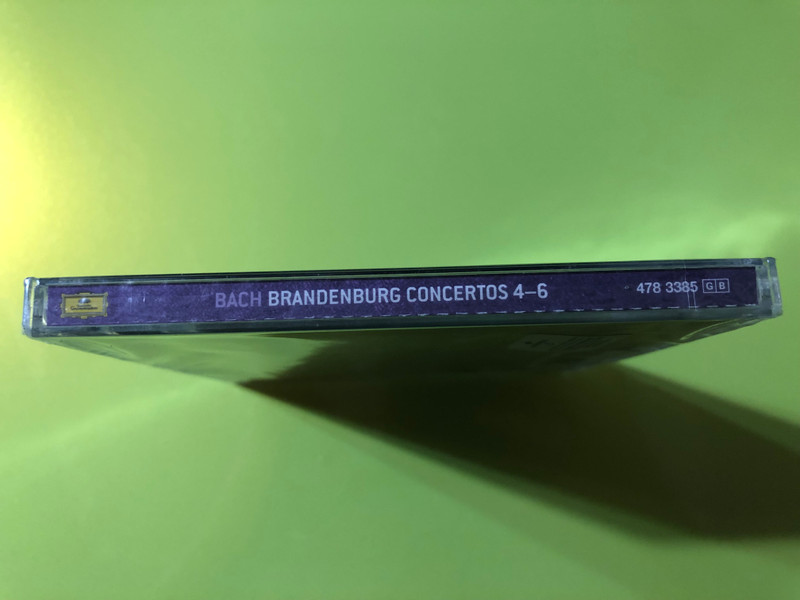 BACH BRANDENBURG CONCERTOS 4–6 478 3385 GB